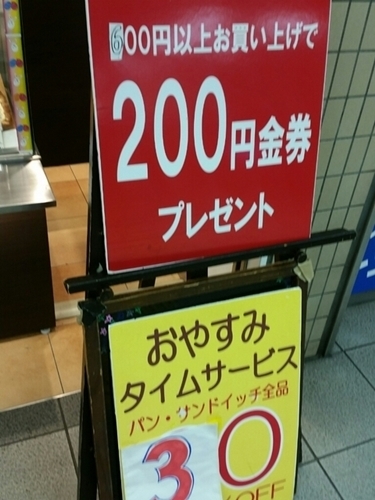 600円以上お買い上げで
200円金券
プレゼント
おやすみ
タイムサービス
パン・サンドイッチ全品
30
%OFF